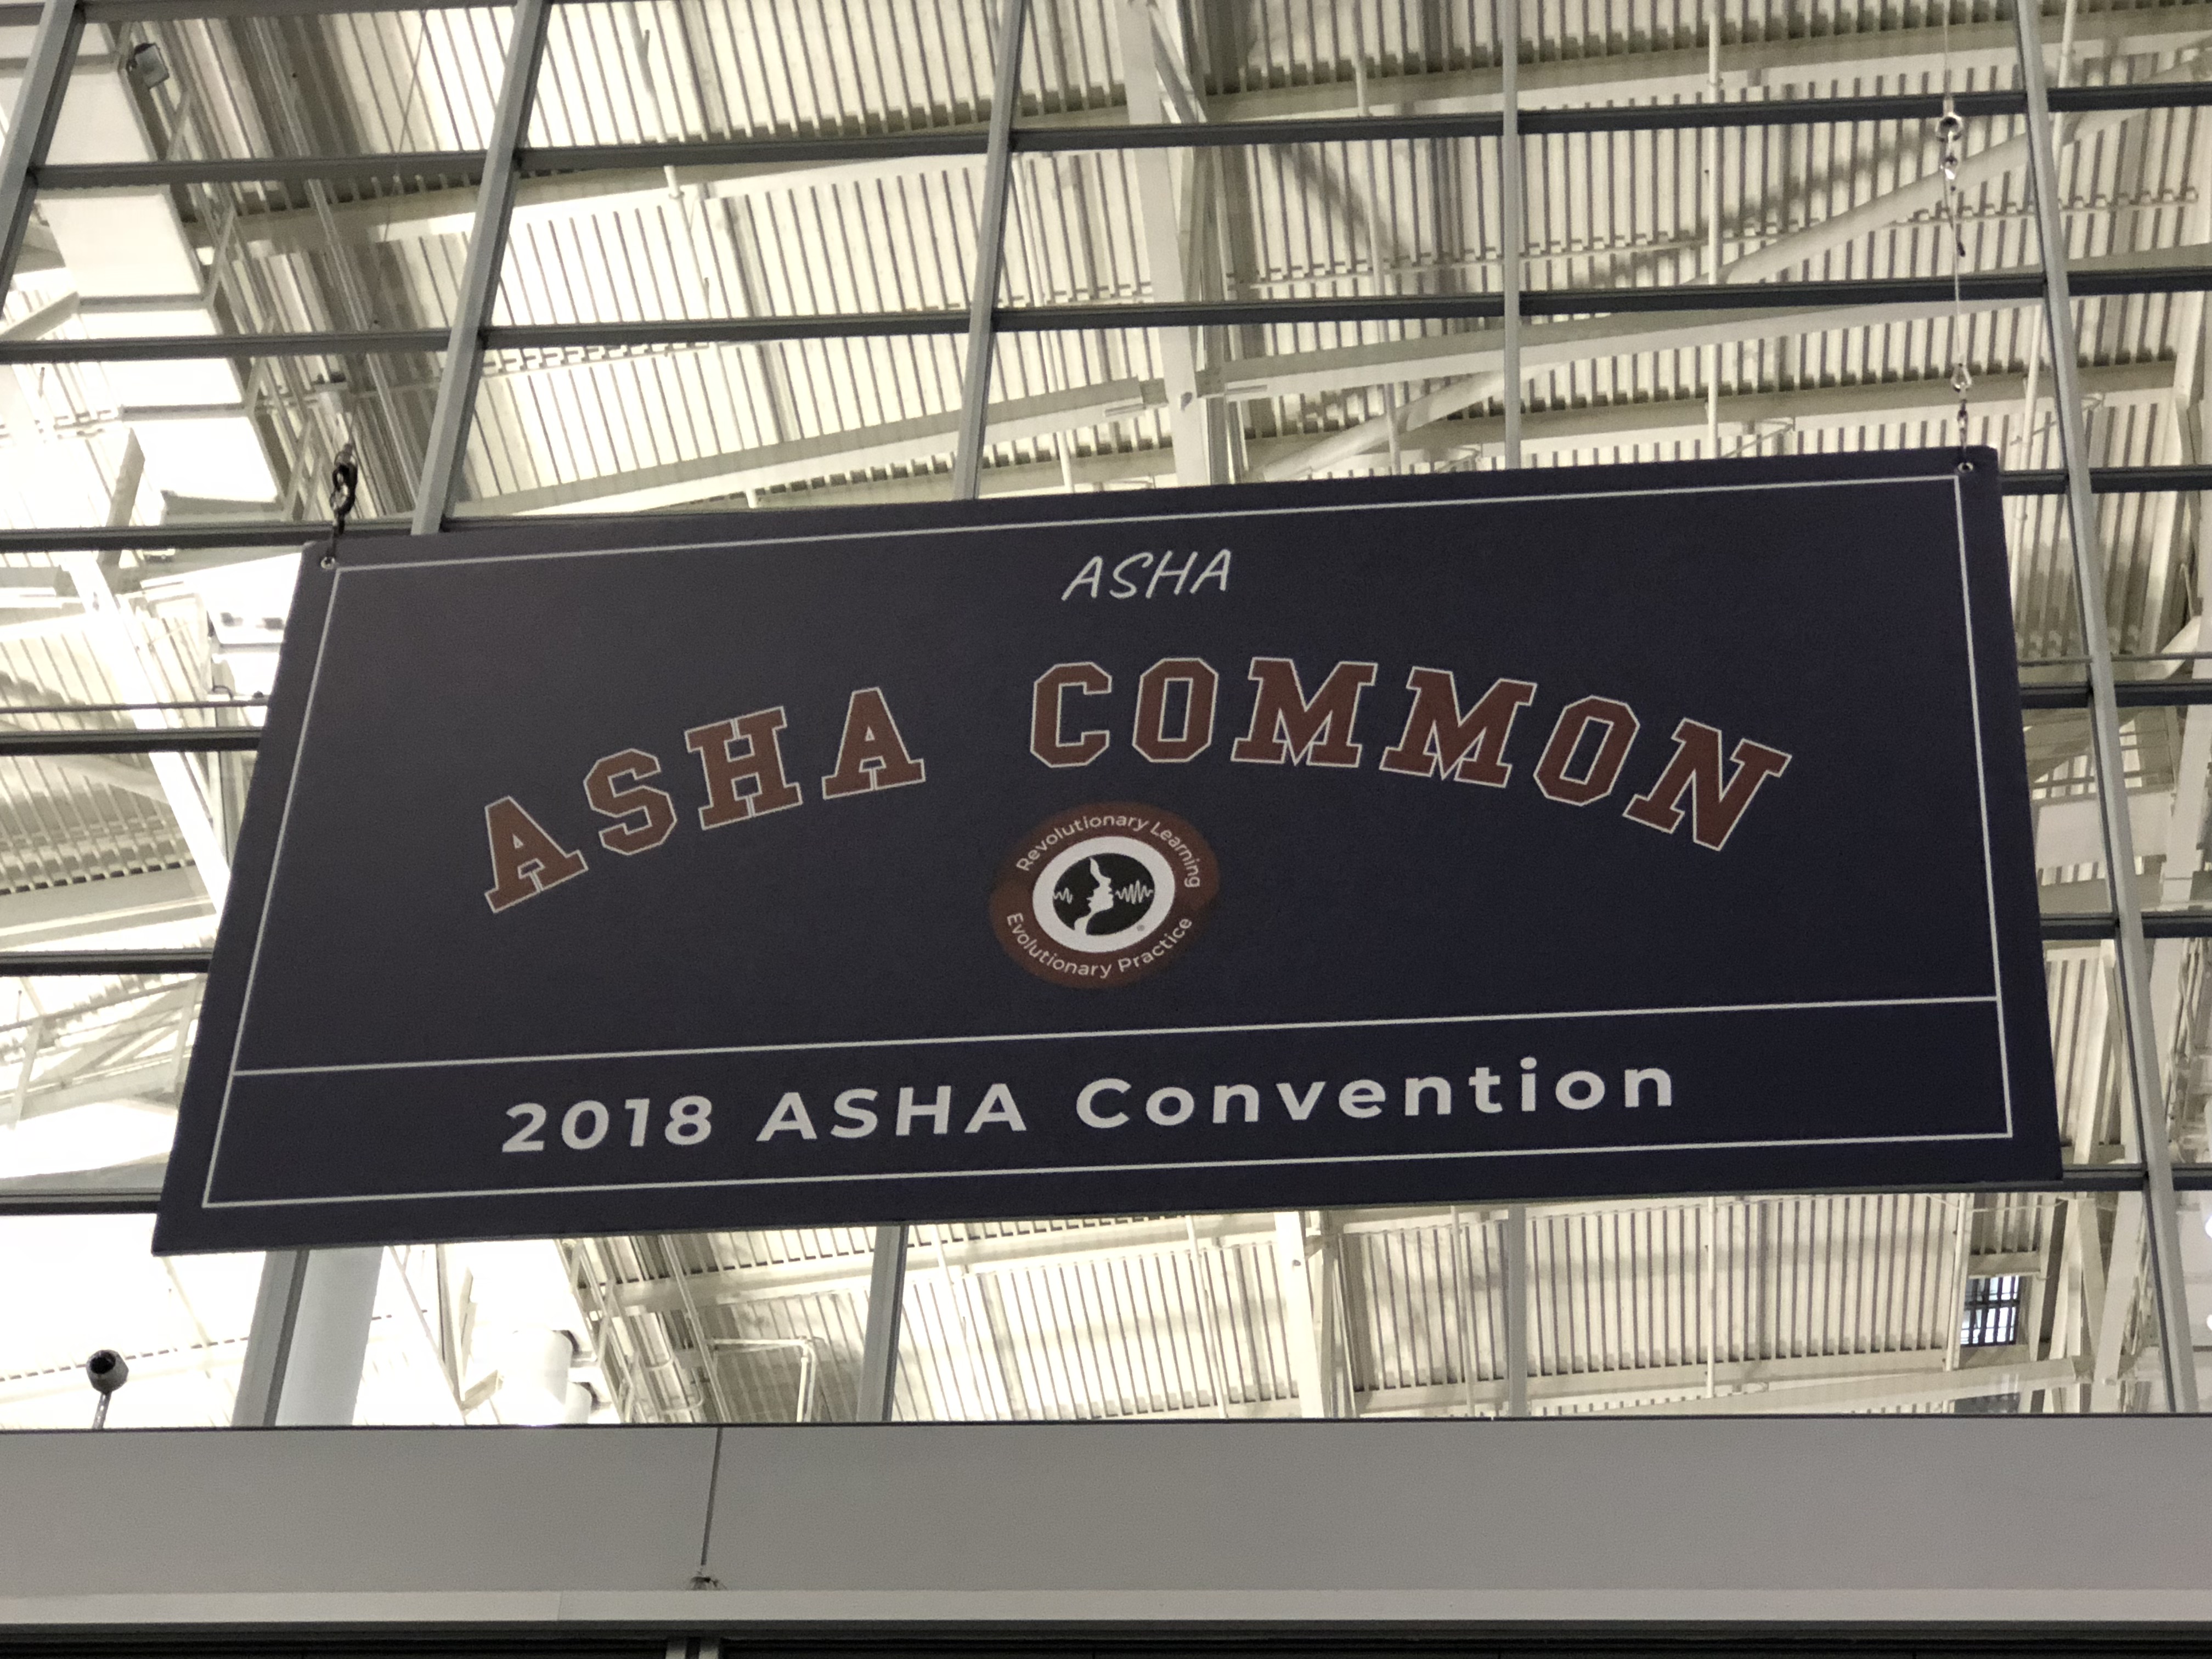 ASHA
ASHA COMMON
Revolutionary Learning
Evolutionary Practice
2018 ASHA Convention